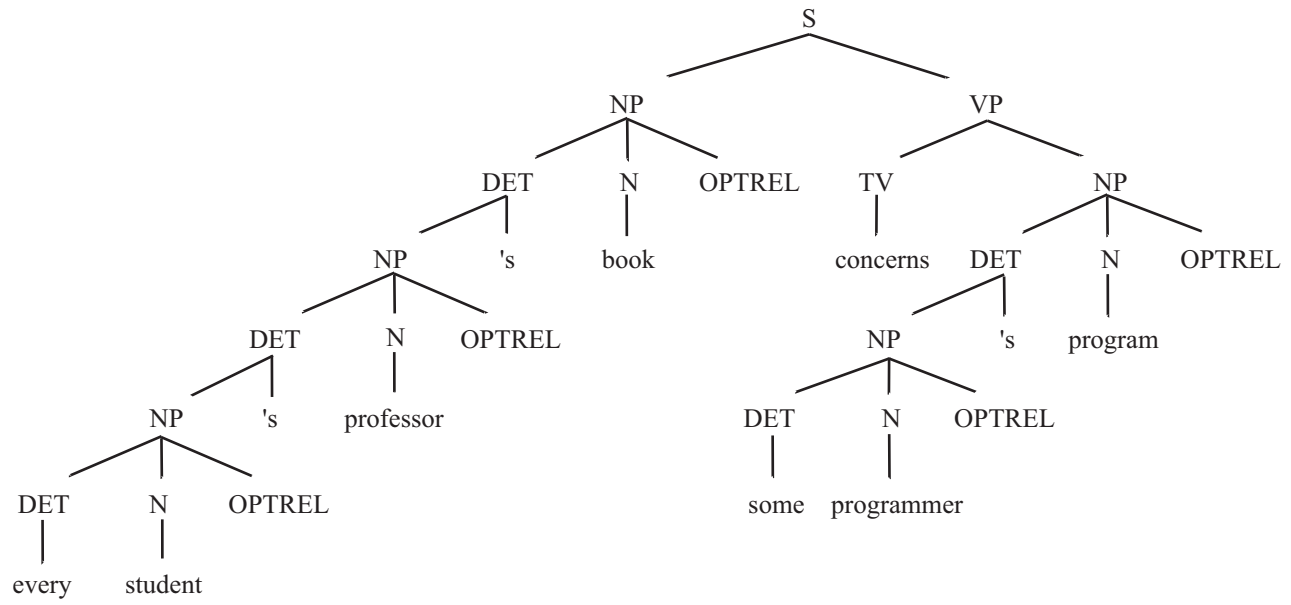 S
NP VP
DET N OPTREL TV NP
NP 's book concerns DET N OPTREL
DET N OPTREL NP 's program
NP 's professor DET N OPTREL
DET N OPTREL some programmer
every student